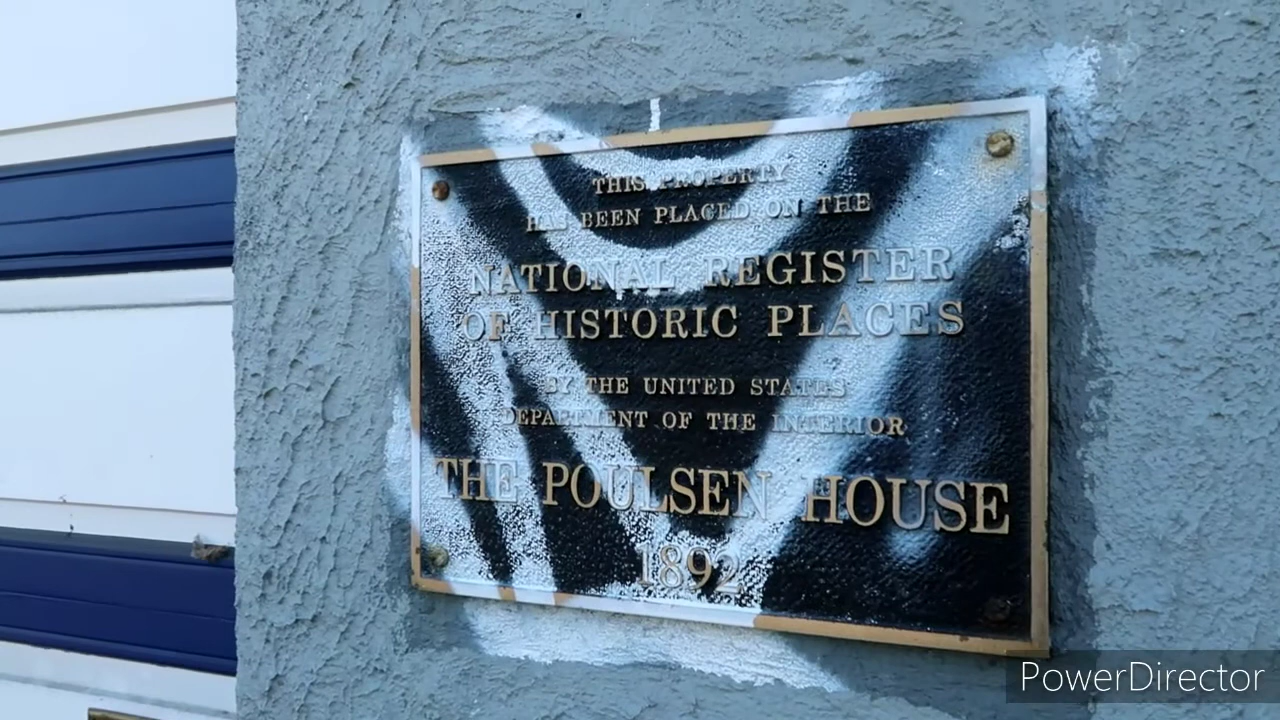 THIS PROPERTY
HAS BEEN PLACED ON THE
NATIONAL REGISTER
OF HISTORIC PLACES
BY THE UNITED STATES
DEPARTMENT OF THE INTERIOR
THE POULSEN HOUSE
1892
PowerDirector